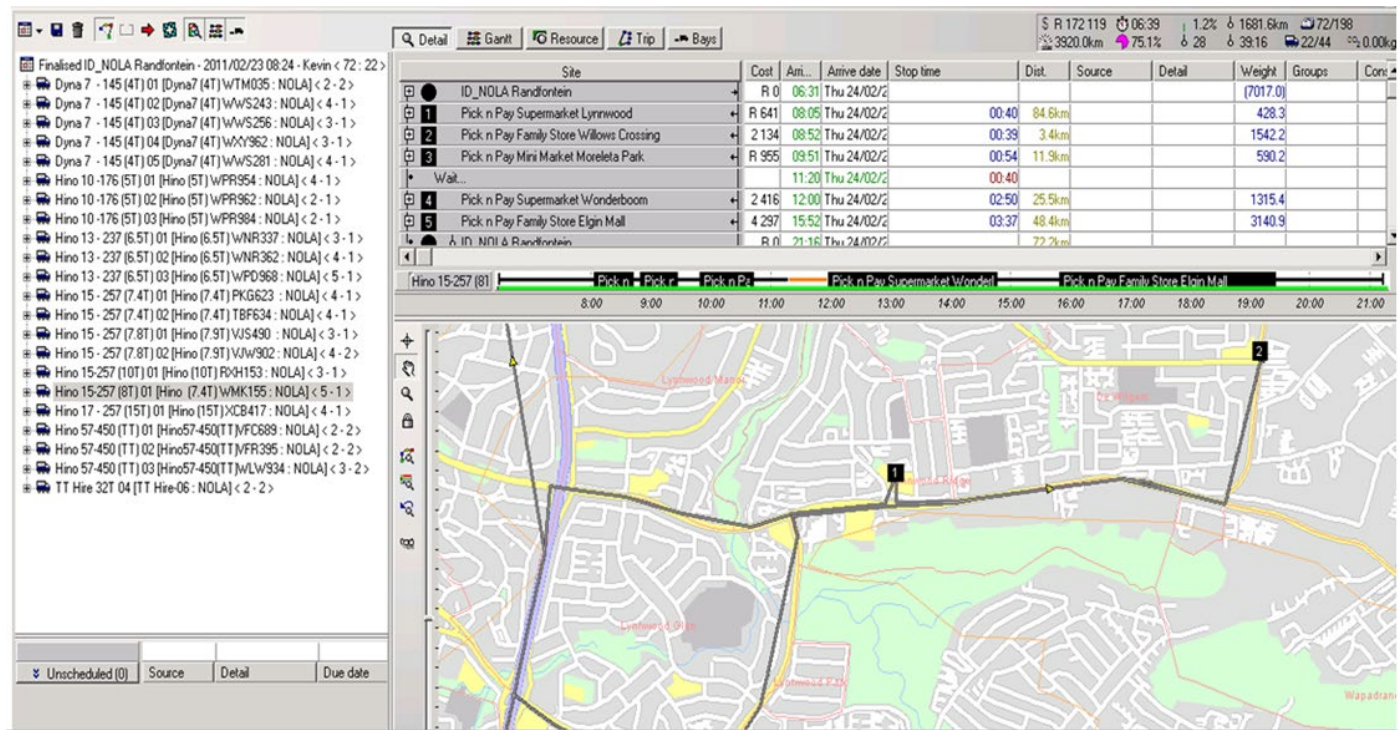 Detail Gantt Resource Trip Bays
$ R 172 119 06:39 1.2% 1681.6km 72/198
3920.0km 75.1% 28 39.16 22/44 0.00kg
Finalised ID_NOLA Randfontein - 2011/02/23 08:24 - Kevin < 72 : 22 >
Dyna 7 - 145 (4T) 01 [Dyna7 (4T) WTM035 : NOLA] < 2 - 2 >
Dyna 7 - 145 (4T) 02 [Dyna7 (4T) WWS243 : NOLA] < 4 - 1 >
Dyna 7 - 145 (4T) 03 [Dyna7 (4T) WWS256 : NOLA] < 3 - 1 >
Dyna 7 - 145 (4T) 04 [Dyna7 (4T) WXY962 : NOLA] < 3 - 1 >
Dyna 7 - 145 (4T) 05 [Dyna7 (4T) WWS281 : NOLA] < 4 - 1 >
Hino 10 -176 (5T) 01 [Hino (5T) WPR954 : NOLA] < 4 - 1 >
Hino 10 -176 (5T) 02 [Hino (5T) WPR962 : NOLA] < 2 - 1 >
Hino 10 -176 (5T) 03 [Hino (5T) WPR984 : NOLA] < 2 - 1 >
Hino 13 - 237 (6.5T) 01 [Hino (6.5T) WNR337 : NOLA] < 3 - 1 >
Hino 13 - 237 (6.5T) 02 [Hino (6.5T) WNR362 : NOLA] < 4 - 1 >
Hino 13 - 237 (6.5T) 03 [Hino (6.5T) WPD968 : NOLA] < 5 - 1 >
Hino 15 - 257 (7.4T) 01 [Hino (7.4T) PKG623 : NOLA] < 4 - 1 >
Hino 15 - 257 (7.4T) 02 [Hino (7.4T) TBF634 : NOLA] < 4 - 1 >
Hino 15 - 257 (7.8T) 01 [Hino (7.9T) VJS490 : NOLA] < 3 - 1 >
Hino 15 - 257 (7.8T) 02 [Hino (7.9T) VJW902 : NOLA] < 4 - 2 >
Hino 15-257 (10T) 01 [Hino (10T) RXH153 : NOLA] < 3 - 1 >
Hino 15-257 (8T) 01 [Hino (7.4T) WMK155 : NOLA] < 5 - 1 >
Hino 17 - 257 (15T) 01 [Hino (15T) XCB417 : NOLA] < 4 - 1 >
Hino 57-450 (TT) 01 [Hino57-450(TT)VFC689 : NOLA] < 2 - 2 >
Hino 57-450 (TT) 02 [Hino57-450(TT)VFR395 : NOLA] < 2 - 2 >
Hino 57-450 (TT) 03 [Hino57-450(TT)WLW934 : NOLA] < 3 - 2 >
TT Hire 32T 04 [TT Hire-06 : NOLA] < 2 - 2 >
Unscheduled (0) Source Detail Due date
Site Cost Arri... Arrive date Stop time Dist. Source Detail Weight Groups Cons
ID_NOLA Randfontein R 0 06:31 Thu 24/02/2 (7017.0)
1 Pick n Pay Supermarket Lynnwood R 641 08:05 Thu 24/02/2 00:40 84.6km 428.3
2 Pick n Pay Family Store Willows Crossing 2 134 08:52 Thu 24/02/2 00:39 3.4km 1542.2
3 Pick n Pay Mini Market Moreleta Park R 955 09:51 Thu 24/02/2 00:54 11.9km 590.2
Wait... 11:20 Thu 24/02/2 00:40
4 Pick n Pay Supermarket Wonderboom 2 416 12:00 Thu 24/02/2 02:50 25.5km 1315.4
5 Pick n Pay Family Store Elgin Mall 4 297 15:52 Thu 24/02/2 03:37 48.4km 3140.9
ID_NOLA Randfontein R 0 21:16 Thu 24/02/2 72.2km
Hino 15-257 (81 Pick n Pick n Pick n Pa Pick n Pay Supermarket Wonderl Pick n Pay Family Store Elgin Mall
8:00 9:00 10:00 11:00 12:00 13:00 14:00 15:00 16:00 17:00 18:00 19:00 20:00 21:00
2
Lynnwood Manor
De Wilgers
1
Lynnwood Ridge
Lynnwood Glen
Lynnwood Park
Wapadran